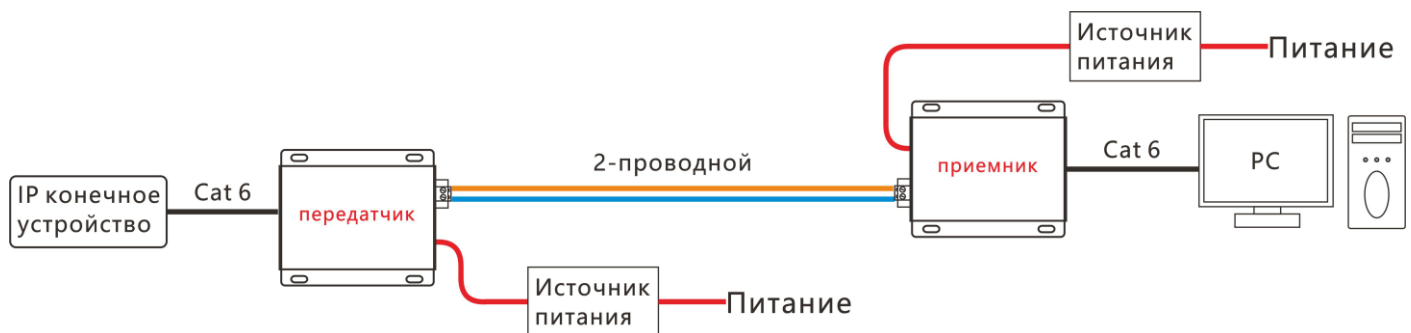 Источник
питания
Питание
2-проводной
Cat 6
PC
приемник
IP конечное
устройство
Cat 6
передатчик
Источник
питания
Питание